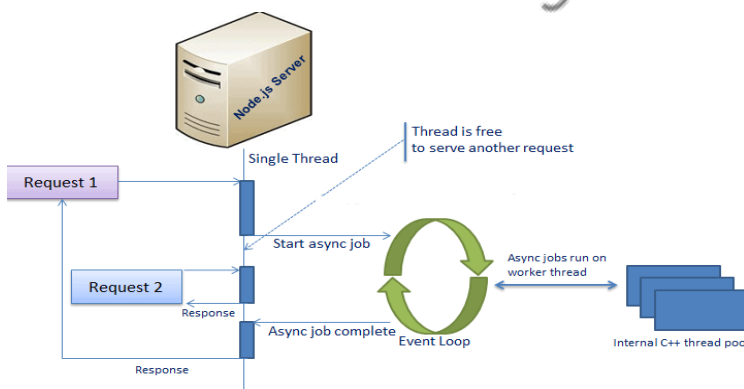 Node.js Server
Thread is free
to serve another request
Single Thread
Request 1
Start async job
Async jobs run on
worker thread
Request 2
Response
Async job complete
Event Loop
Internal C++ thread poo
Response